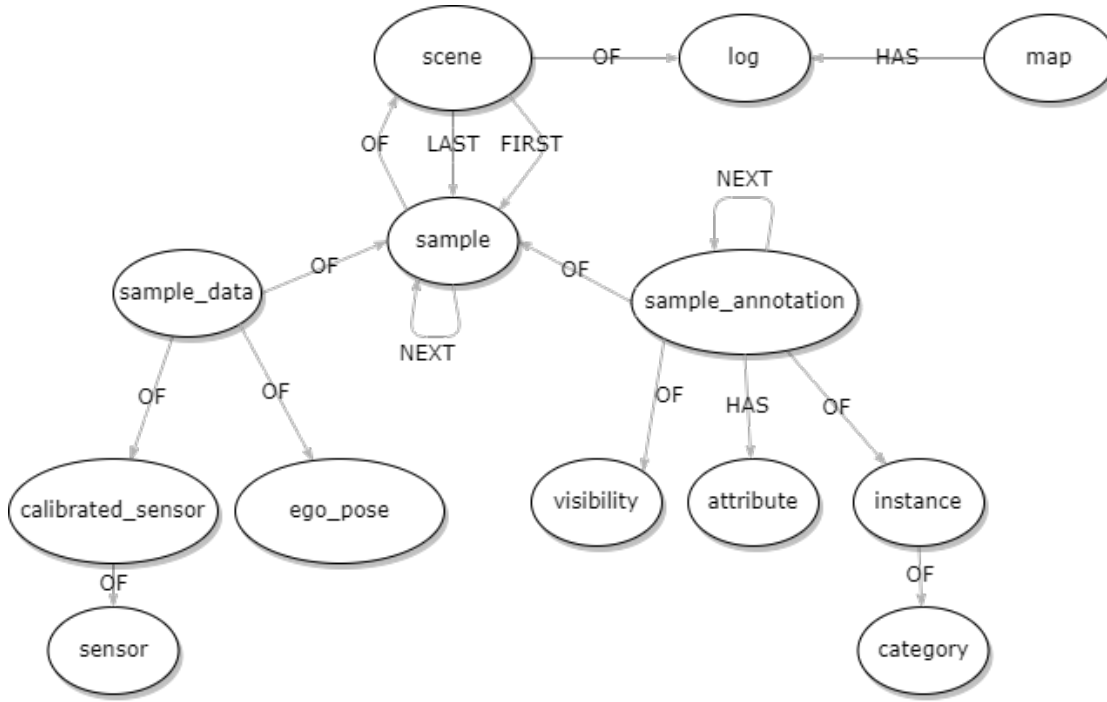 scene
OF
log
HAS
map
OF
LAST
FIRST
NEXT
sample
OF
OF
sample_data
sample_annotation
NEXT
OF
OF
OF
HAS
OF
calibrated_sensor
ego_pose
visibility
attribute
instance
OF
OF
sensor
category